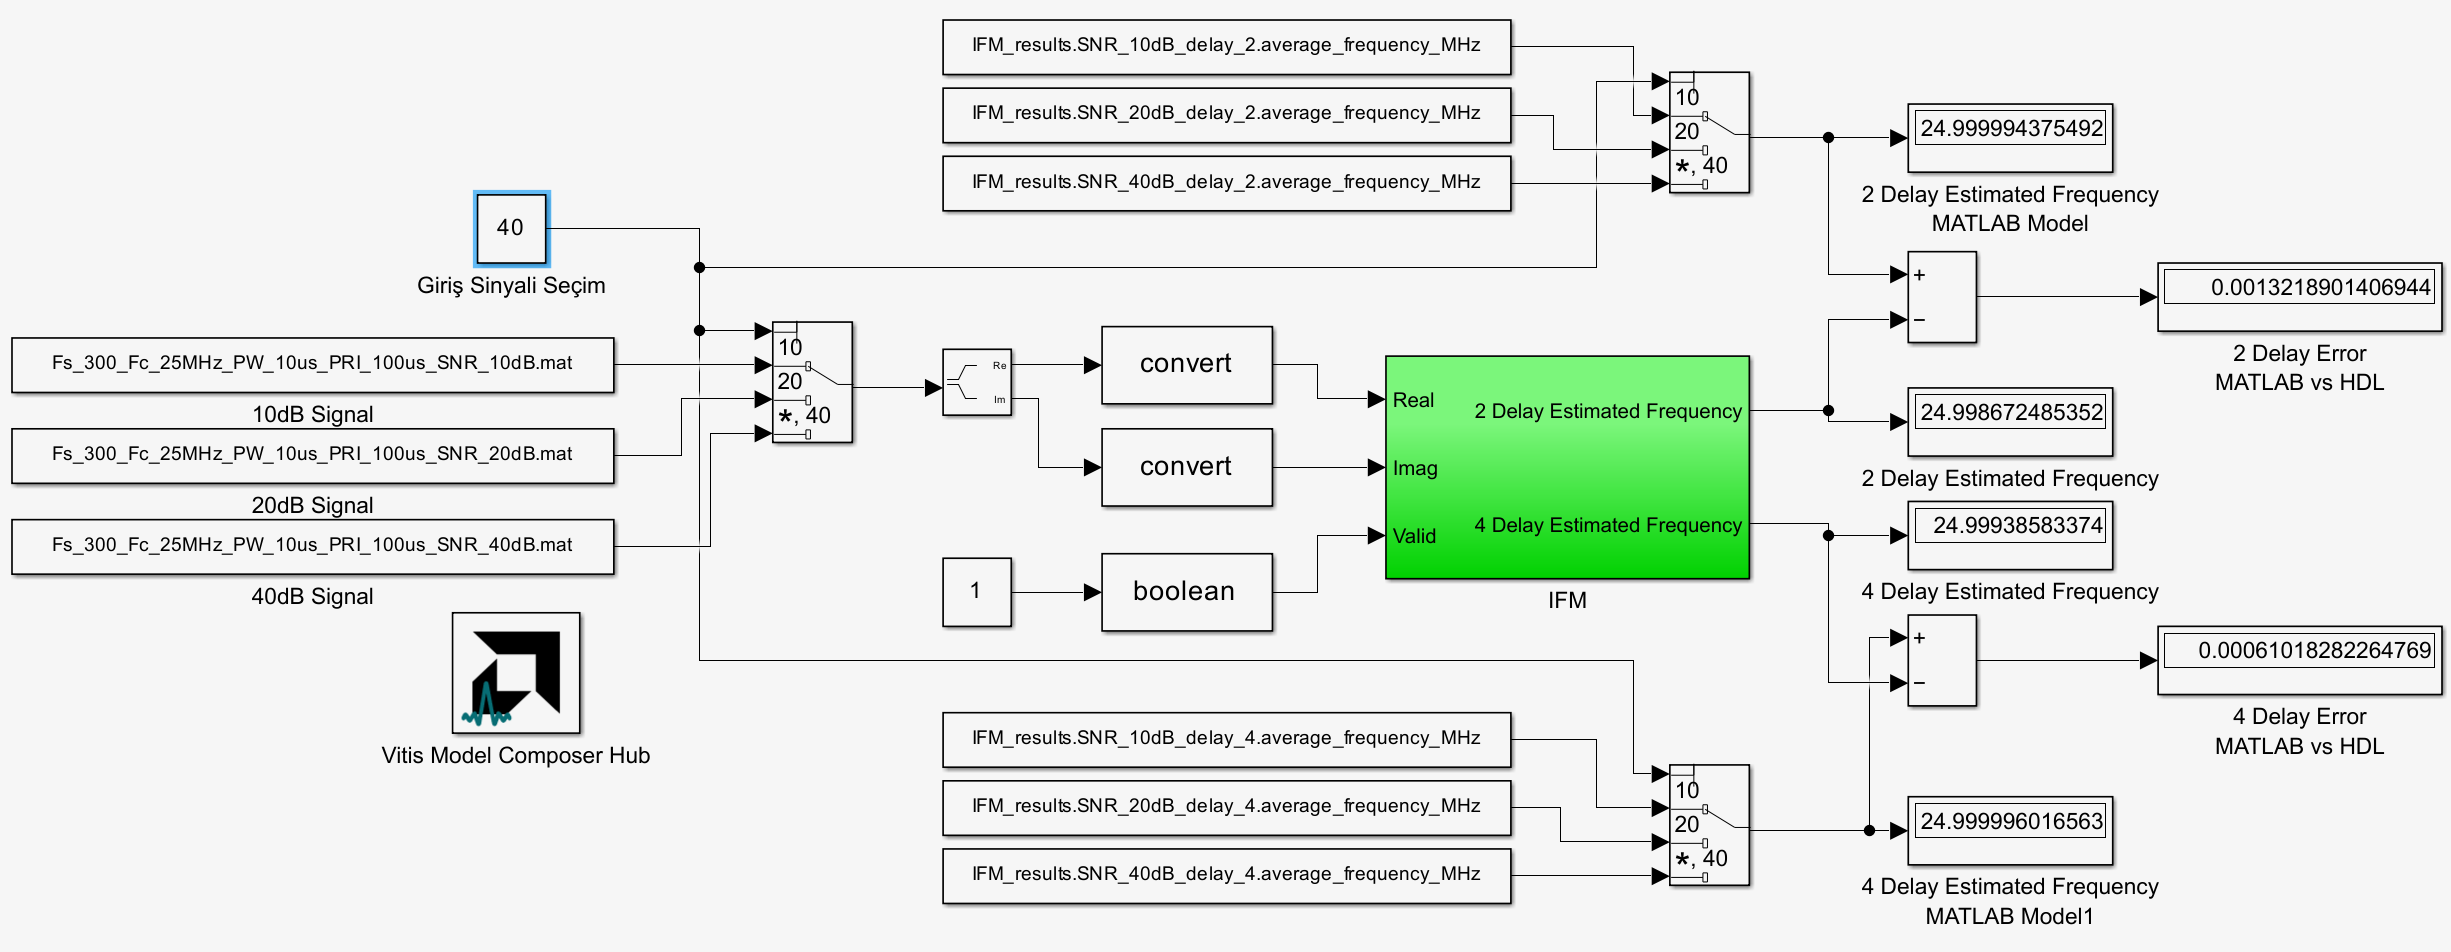 IFM_results.SNR_10dB_delay_2.average_frequency_MHz
IFM_results.SNR_20dB_delay_2.average_frequency_MHz
IFM_results.SNR_40dB_delay_2.average_frequency_MHz
10
20
*, 40
24.999994375492
2 Delay Estimated Frequency
MATLAB Model
40
Giriş Sinyali Seçim
+
−
0.0013218901406944
2 Delay Error
MATLAB vs HDL
Fs_300_Fc_25MHz_PW_10us_PRI_100us_SNR_10dB.mat
10dB Signal
Fs_300_Fc_25MHz_PW_10us_PRI_100us_SNR_20dB.mat
20dB Signal
Fs_300_Fc_25MHz_PW_10us_PRI_100us_SNR_40dB.mat
40dB Signal
10
20
*, 40
Re
Im
convert
convert
1
boolean
Real
Imag
Valid
2 Delay Estimated Frequency
4 Delay Estimated Frequency
IFM
24.998672485352
2 Delay Estimated Frequency
24.99938583374
4 Delay Estimated Frequency
+
−
0.00061018282264769
4 Delay Error
MATLAB vs HDL
Vitis Model Composer Hub
IFM_results.SNR_10dB_delay_4.average_frequency_MHz
IFM_results.SNR_20dB_delay_4.average_frequency_MHz
IFM_results.SNR_40dB_delay_4.average_frequency_MHz
10
20
*, 40
24.999996016563
4 Delay Estimated Frequency
MATLAB Model1